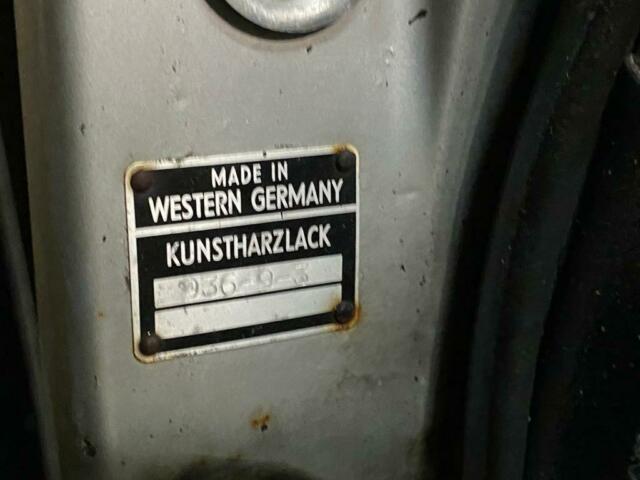 MADE IN
WESTERN GERMANY
KUNSTHARZLACK
936-9-3